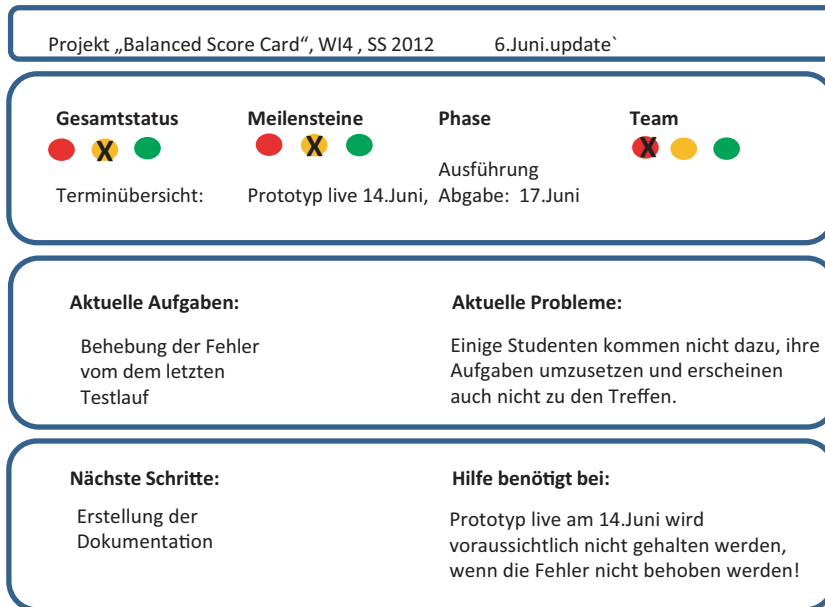 Projekt „Balanced Score Card“, WI4 , SS 2012 6.Juni.update`
Gesamtstatus Meilensteine Phase Team
X X X
Ausführung
Terminübersicht: Prototyp live 14.Juni, Abgabe: 17.Juni
Aktuelle Aufgaben:
Behebung der Fehler
vom dem letzten
Testlauf
Aktuelle Probleme:
Einige Studenten kommen nicht dazu, ihre
Aufgaben umzusetzen und erscheinen
auch nicht zu den Treffen.
Nächste Schritte:
Erstellung der
Dokumentation
Hilfe benötigt bei:
Prototyp live am 14.Juni wird
voraussichtlich nicht gehalten werden,
wenn die Fehler nicht behoben werden!